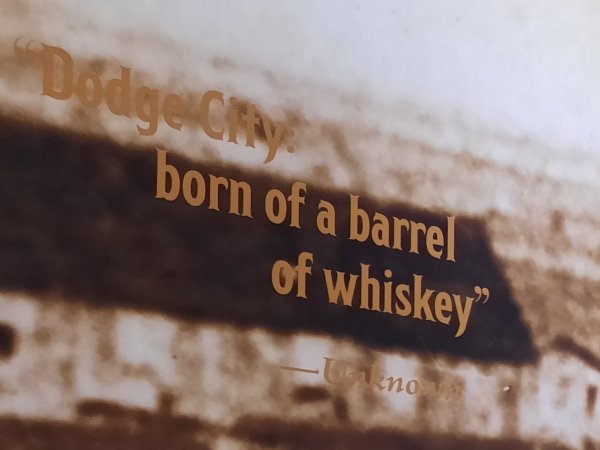 “Dodge City:
born of a barrel
of whiskey”
—Unknown